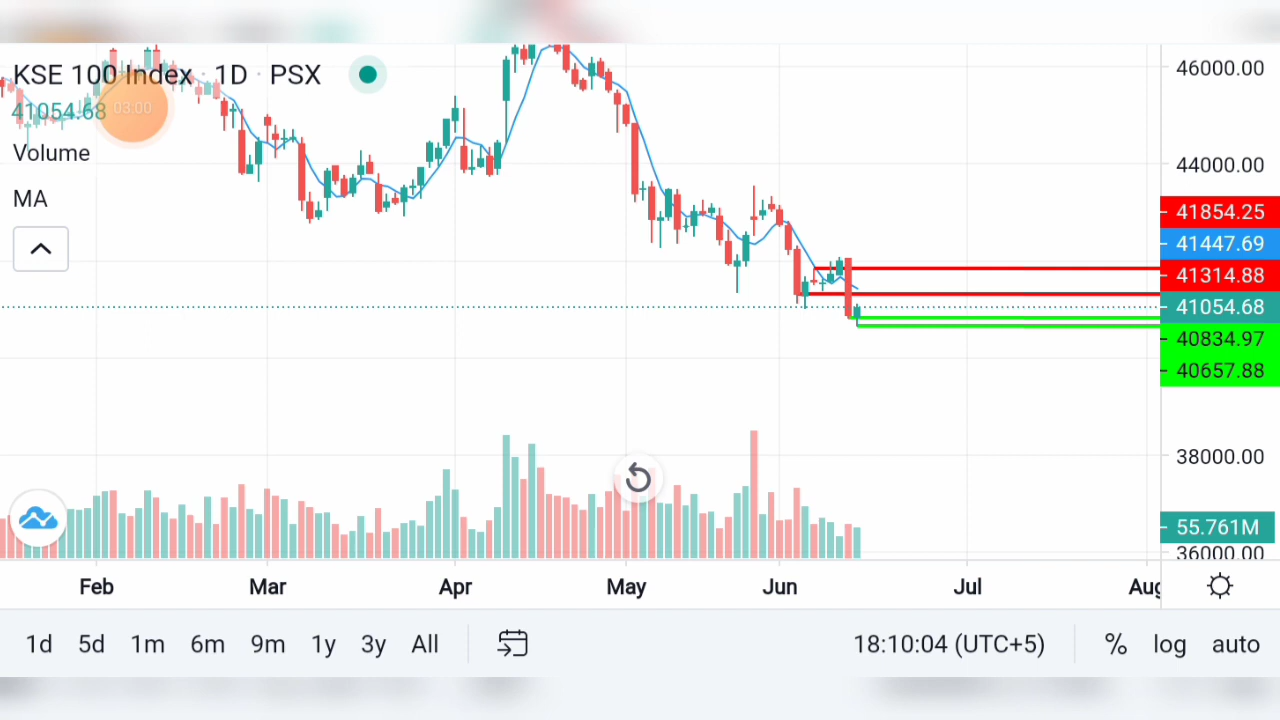 KSE 100 Index · 1D · PSX
41054.68
03:00
Volume
MA
46000.00
44000.00
41854.25
41447.69
41314.88
41054.68
40834.97
40657.88
38000.00
55.761M
36000.00
Feb Mar Apr May Jun Jul Aug
1d 5d 1m 6m 9m 1y 3y All 18:10:04 (UTC+5) % log auto